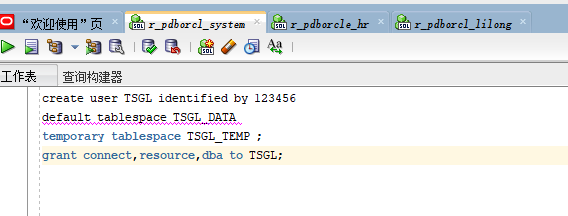 “欢迎使用”页 r_pdborcl_system r_pdborcle_hr r_pdborcl_lilong
工作表 查询构建器
create user TSGL identified by 123456
default tablespace TSGL_DATA
temporary tablespace TSGL_TEMP ;
grant connect,resource,dba to TSGL;